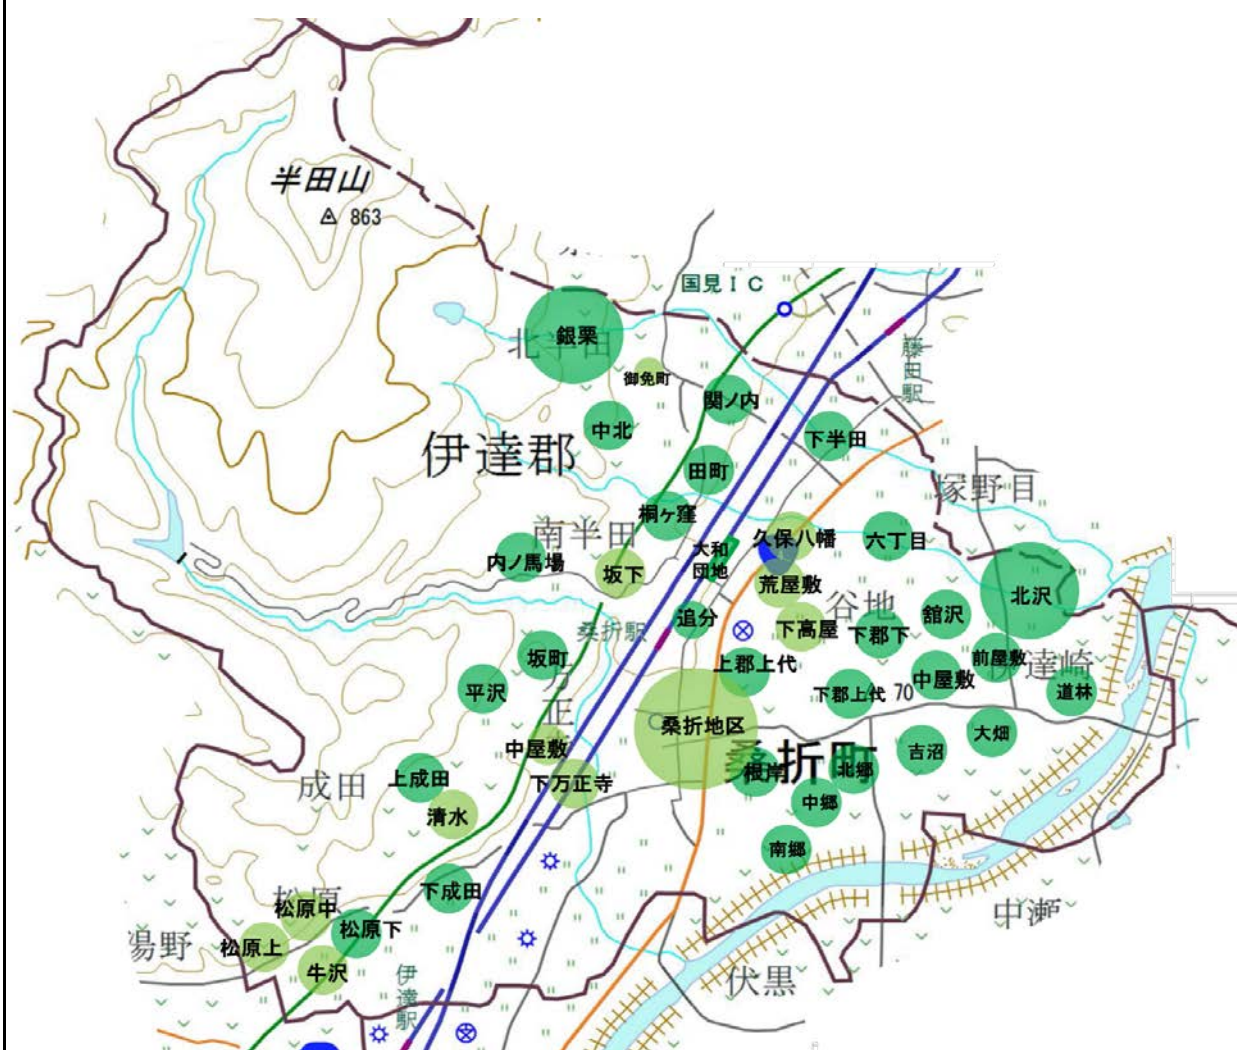 半田山
863
国見ＩＣ
銀栗
御免町
藤田駅
関ノ内
中北
下半田
伊達郡
田町
塚野目
桐ヶ窪
南半田
久保八幡
六丁目
大和
団地
内ノ馬場
坂下
荒屋敷
北沢
谷地
舘沢
追分
下高屋
下郡下
桑折駅
坂町
上郡上代
前屋敷
伊達崎
中屋敷
平沢
下郡上代
70
道林
桑折地区
大畑
中屋敷
吉沼
桑折町
根岸
北郷
上成田
下万正寺
成田
中郷
清水
南郷
下成田
松原
松原中
中瀬
松原下
湯野
松原上
牛沢
伊達駅
伏黒